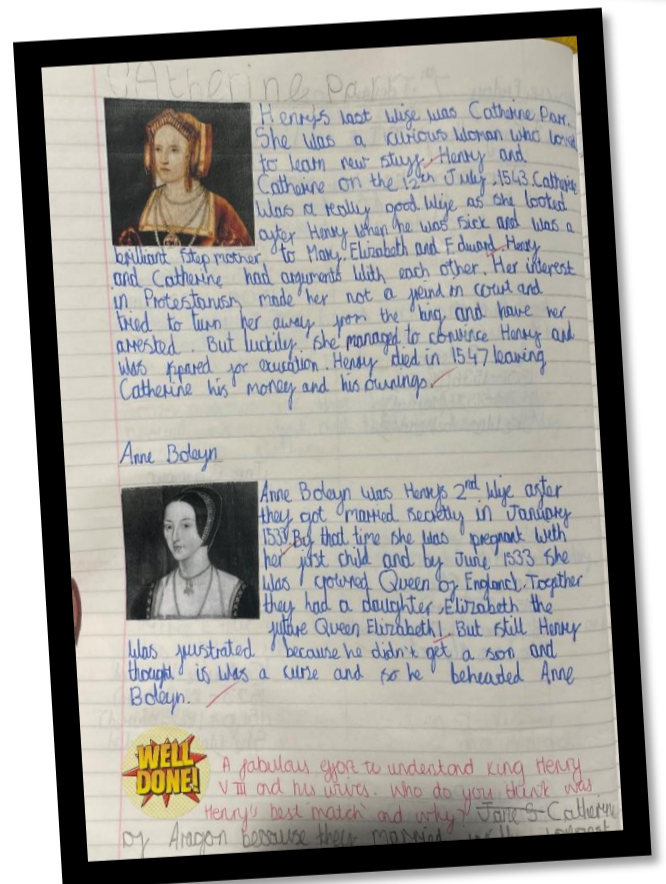 Catherine Parr
Henrys last wife was Catherine Parr.
She was a curious woman who loved
to learn new stuff. Henry and
Catherine on the 12th July 1543. Catherine
was a really good wife as she looted
after Henry when he was sick and was a
brilliant step mother to Mary, Elizabeth and Edward. Henry
and Catherine had arguments with each other. Her interest
in Protestanism made her not a freind in court and
tried to turn her away from the king and have her
arrested. But luckily she managed to convince Henry and
was spared for execution. Henry died in 1547 leaving
Catherine his money and his ownings.
Anne Boleyn
Anne Boleyn was Henrys 2nd wife after
they got married secretly in January
1533. By that time she was pregnant with
her first child and by June 1533 she
was crowned Queen of England. Together
they had a daughter, Elizabeth the
future Queen Elizabeth! But still Henry
was frustrated because he didn't get a son and
thought is was a curse and so he beheaded Anne
Boleyn.
WELL
DONE!
A fabulous effort to understand King Henry
VIII and his wives. Who do you think was
Henry's best match and why? Jane S- Catherine
of Aragon because they married